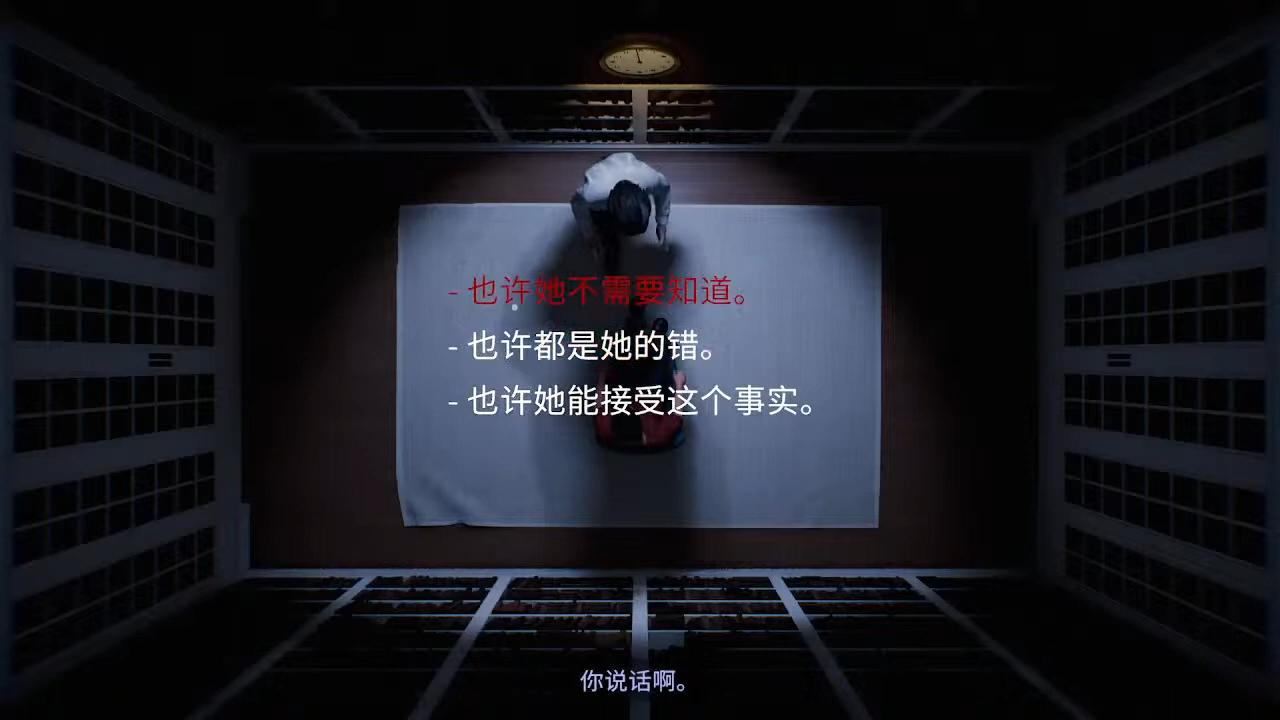 - 也许她不需要知道。
- 也许都是她的错。
- 也许她能接受这个事实。
你说话啊。